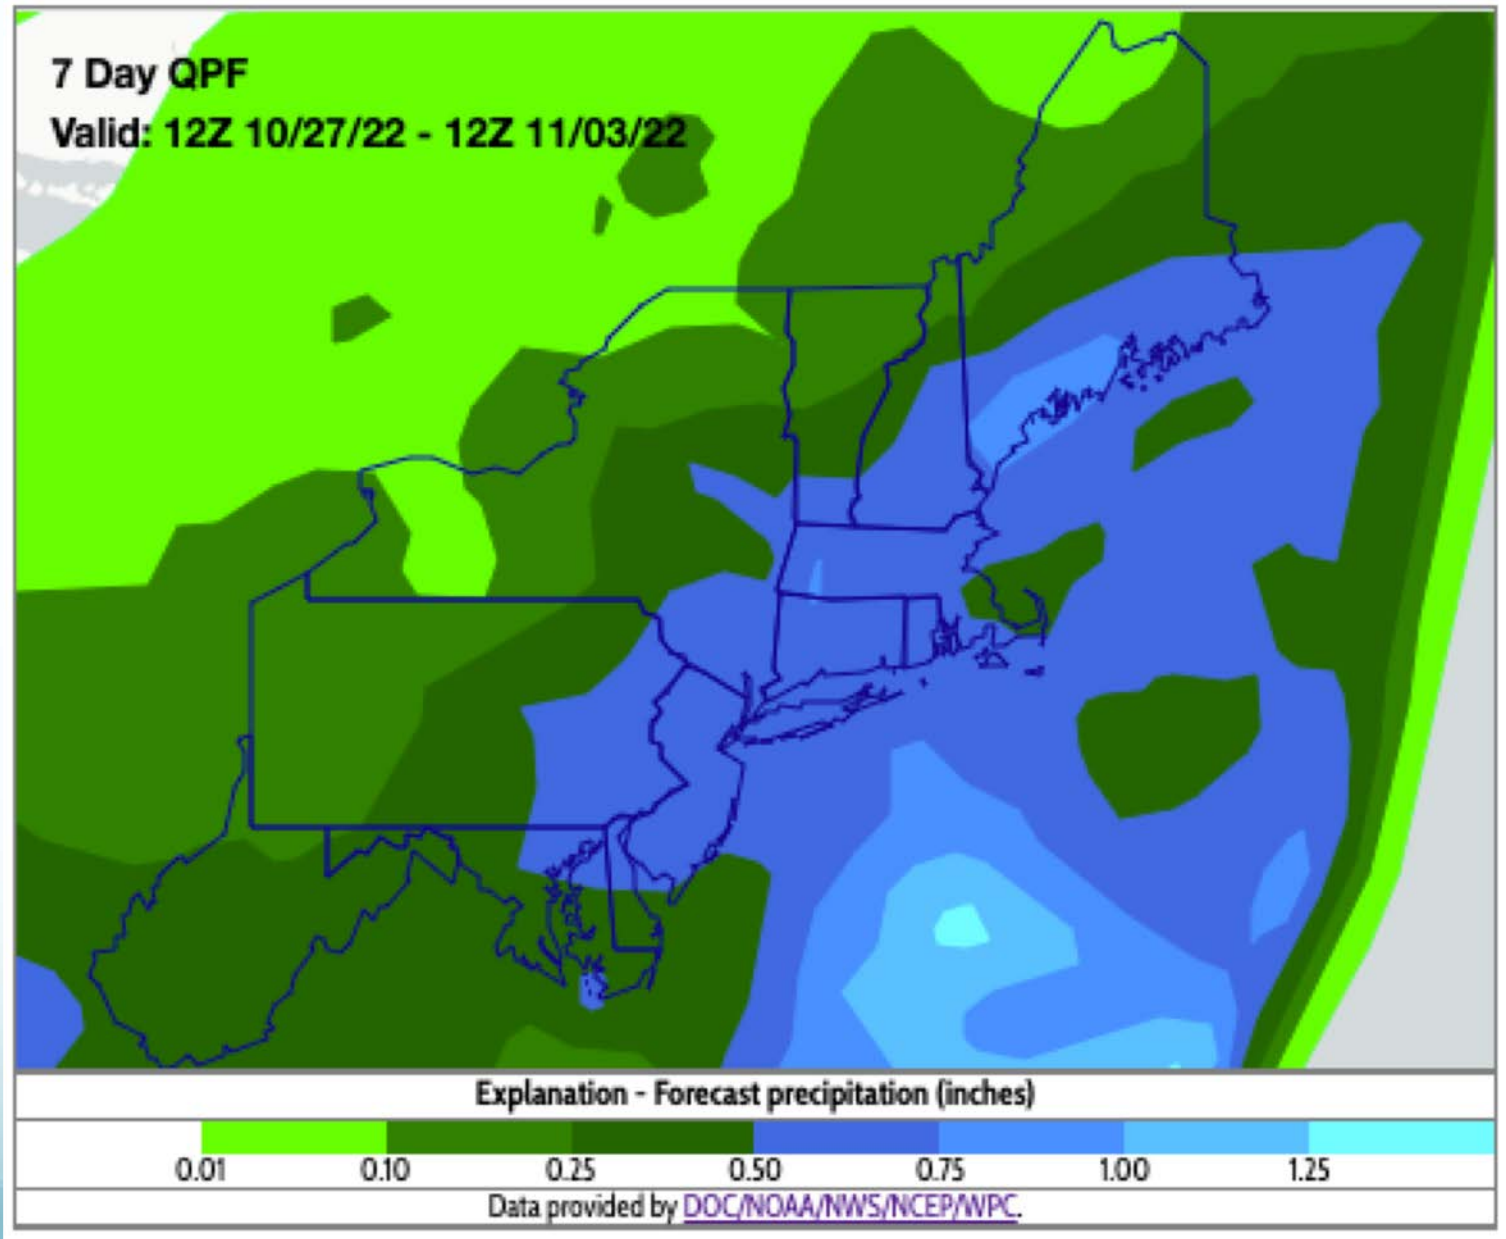 7 Day QPF
Valid: 12Z 10/27/22 - 12Z 11/03/22
Explanation - Forecast precipitation (inches)
0.01 0.10 0.25 0.50 0.75 1.00 1.25
Data provided by DOC/NOAA/NWS/NCEP/WPC.